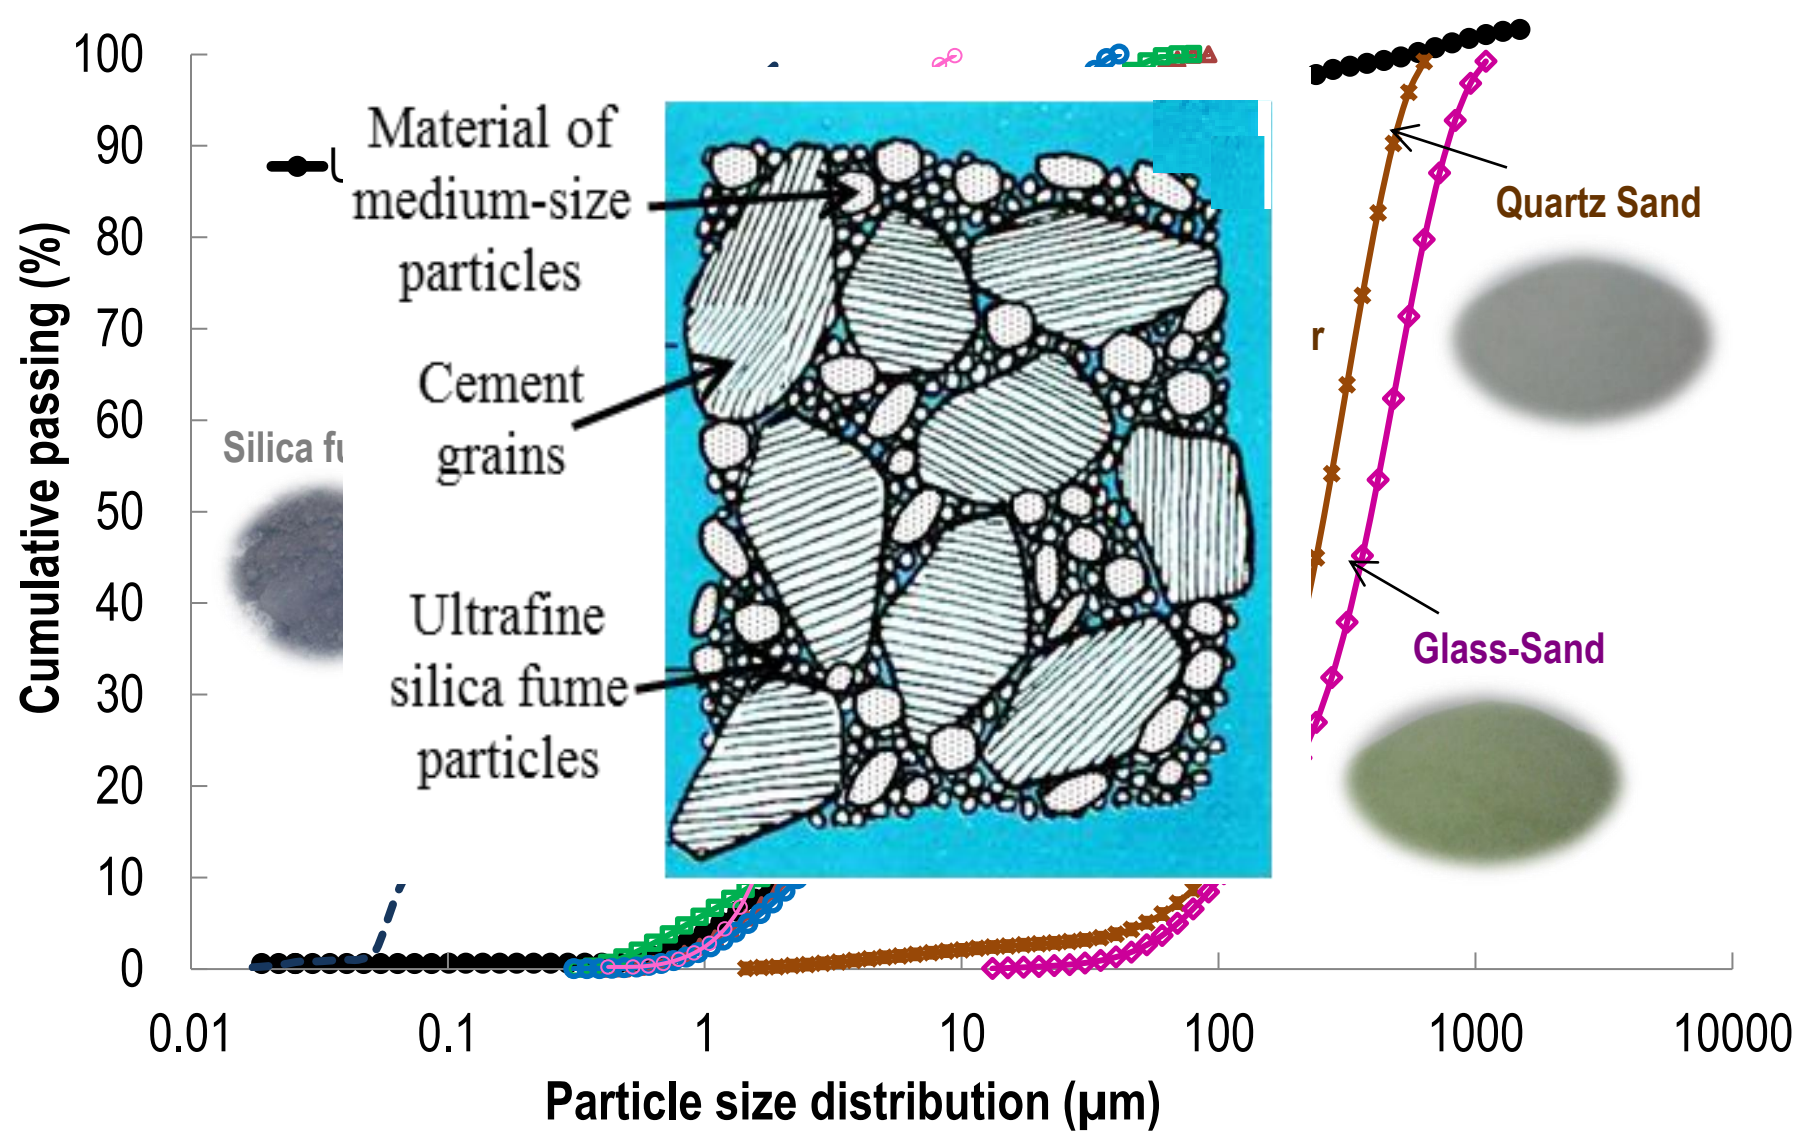 100
90
80
70
60
50
40
30
20
10
0
Cumulative passing (%)
Material of
medium-size
particles
Cement
grains
Ultrafine
silica fume
particles
Silica
Quartz Sand
r
Glass-Sand
0.01 0.1 1 10 100 1000 10000
Particle size distribution (µm)